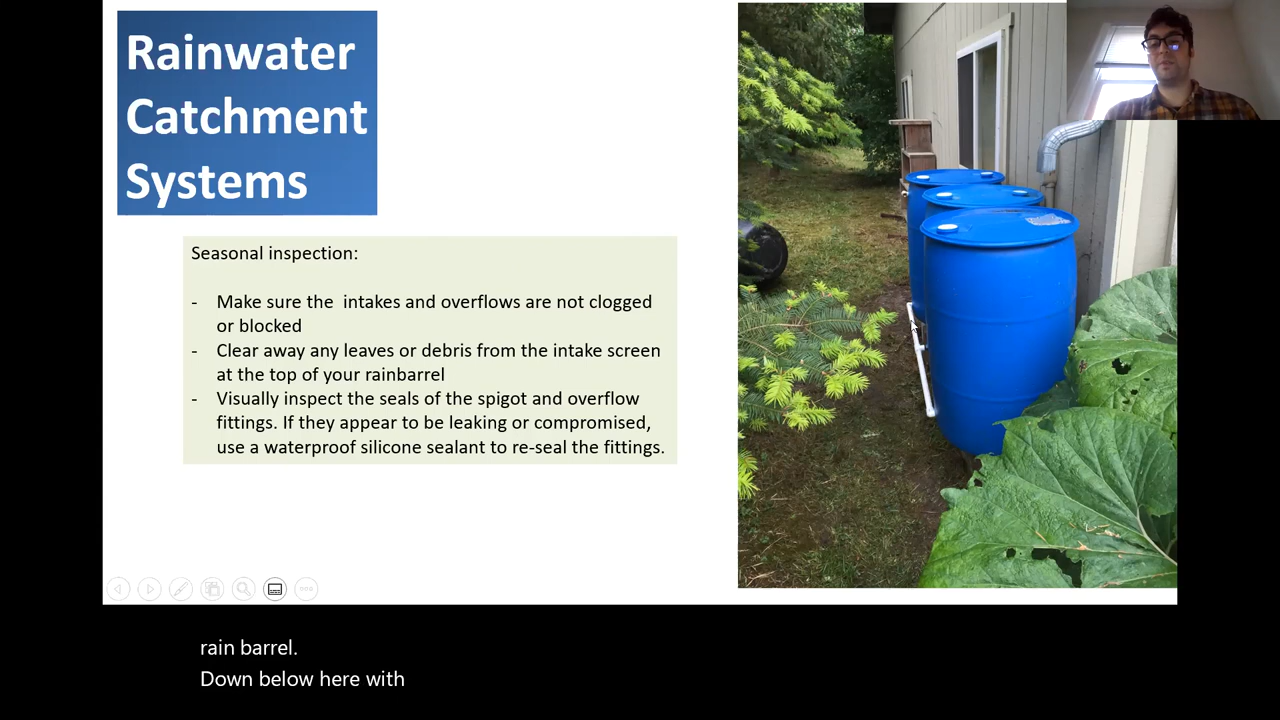 Rainwater
Catchment
Systems
Seasonal inspection:
- Make sure the  intakes and overflows are not clogged
or blocked
- Clear away any leaves or debris from the intake screen
at the top of your rainbarrel
- Visually inspect the seals of the spigot and overflow
fittings. If they appear to be leaking or compromised,
use a waterproof silicone sealant to re-seal the fittings.
rain barrel.
Down below here with